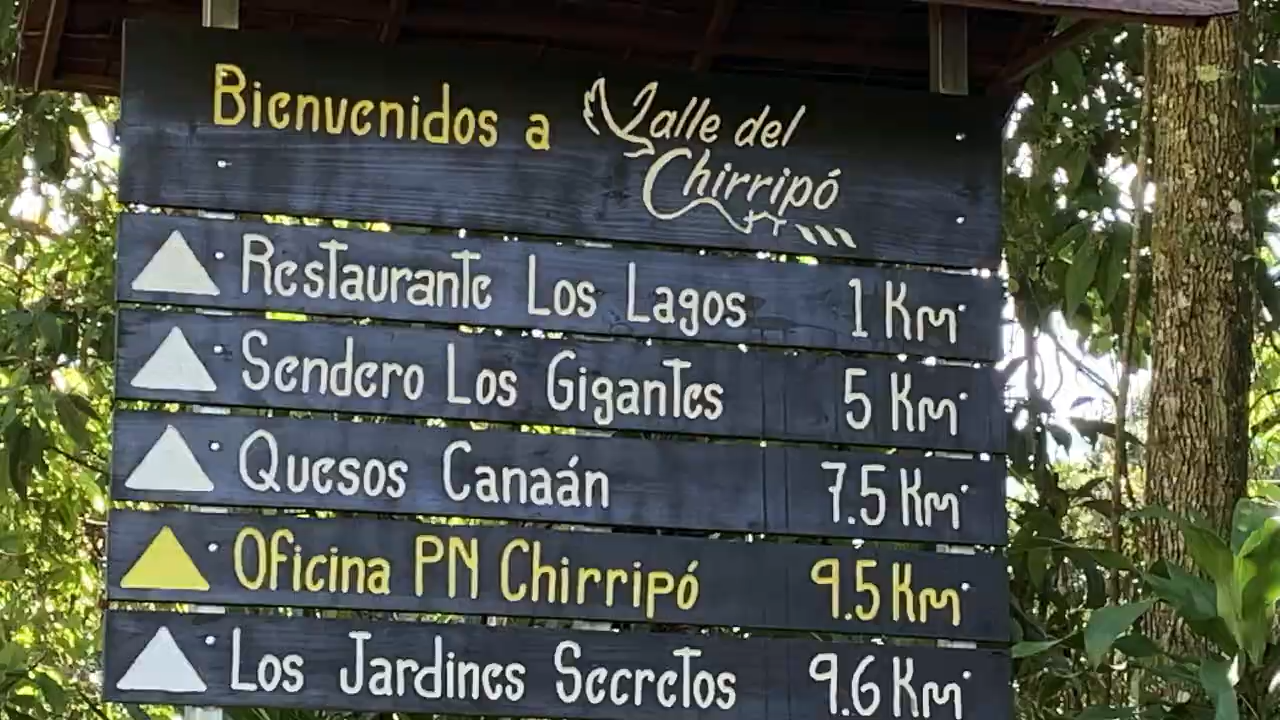 Bienvenidos a Valle del Chirripó
Restaurante Los Lagos 1 Km
Sendero Los Gigantes 5 Km
Quesos Canaán 7.5 Km
Oficina PN Chirripó 9.5 Km
Los Jardines Secretos 9.6 Km